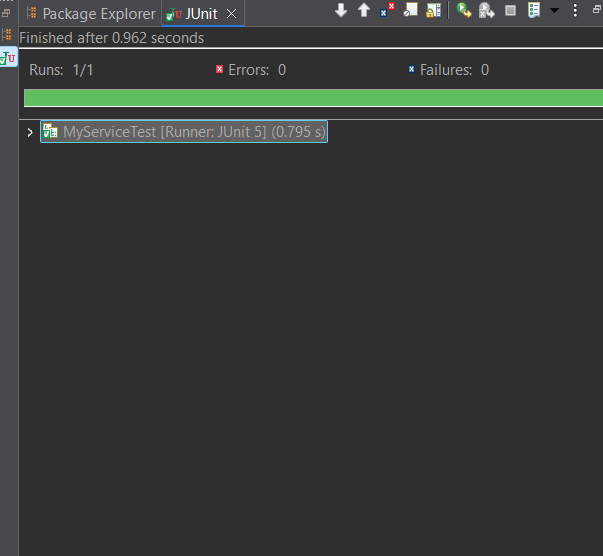 Package Explorer JUnit
Finished after 0.962 seconds
Runs: 1/1 Errors: 0 Failures: 0
MyServiceTest [Runner: JUnit 5] (0.795 s)